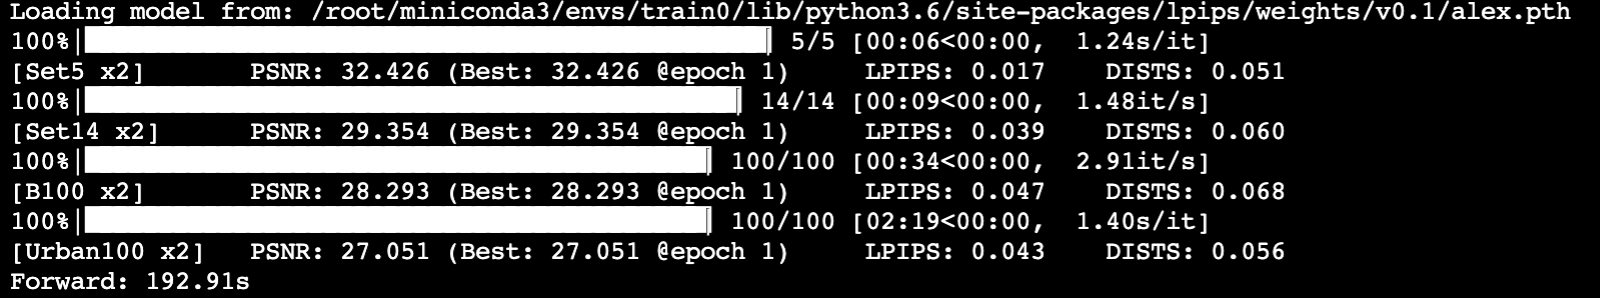 Loading model from: /root/miniconda3/envs/train0/lib/python3.6/site-packages/lpips/weights/v0.1/alex.pth
100%| | 5/5 [00:06<00:00, 1.24s/it]
[Set5 x2] PSNR: 32.426 (Best: 32.426 @epoch 1) LPIPS: 0.017 DISTS: 0.051
100%| | 14/14 [00:09<00:00, 1.48it/s]
[Set14 x2] PSNR: 29.354 (Best: 29.354 @epoch 1) LPIPS: 0.039 DISTS: 0.060
100%| | 100/100 [00:34<00:00, 2.91it/s]
[B100 x2] PSNR: 28.293 (Best: 28.293 @epoch 1) LPIPS: 0.047 DISTS: 0.068
100%| | 100/100 [02:19<00:00, 1.40s/it]
[Urban100 x2] PSNR: 27.051 (Best: 27.051 @epoch 1) LPIPS: 0.043 DISTS: 0.056
Forward: 192.91s